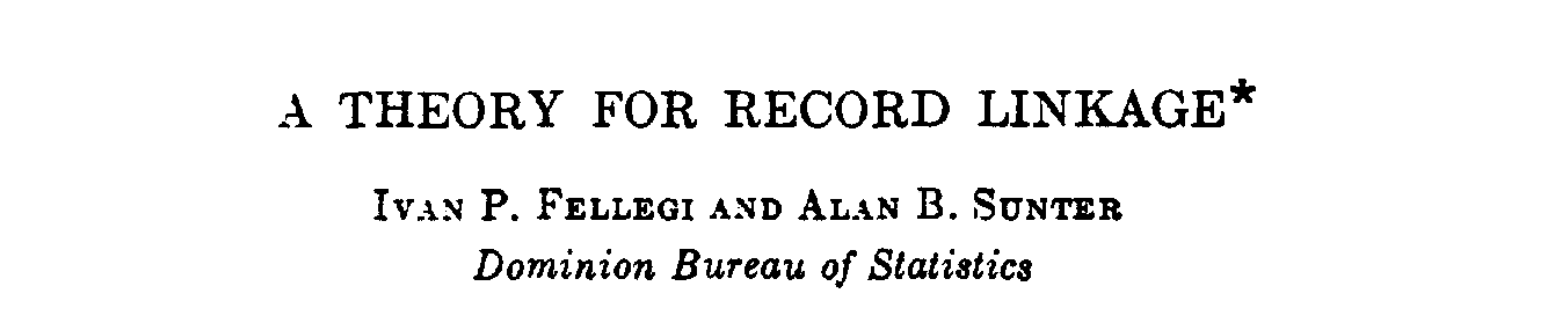 A THEORY FOR RECORD LINKAGE*
IVAN P. FELLEGI AND ALAN B. SUNTER
Dominion Bureau of Statistics